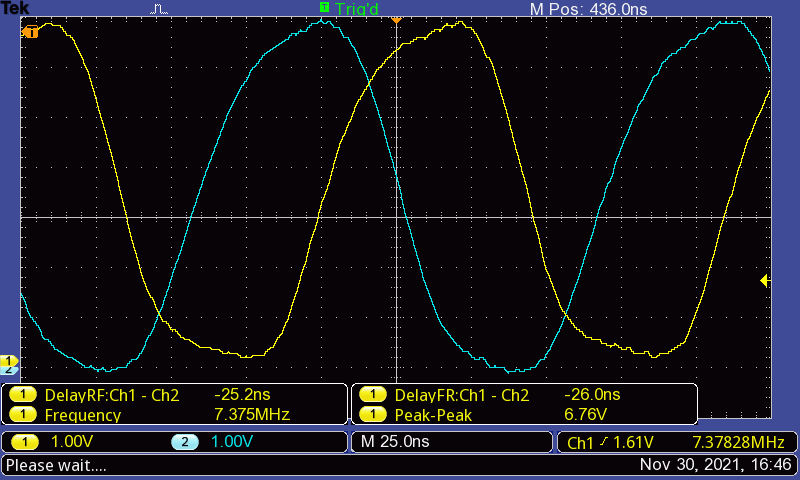 Tek T Trig'd M Pos: 436.0ns
T
1
2
1 DelayRF:Ch1 - Ch2 -25.2ns 1 DelayFR:Ch1 - Ch2 -26.0ns
1 Frequency 7.375MHz 1 Peak-Peak 6.76V
1 1.00V 2 1.00V M 25.0ns Ch1 1.61V 7.37828MHz
Please wait.... Nov 30, 2021, 16:46